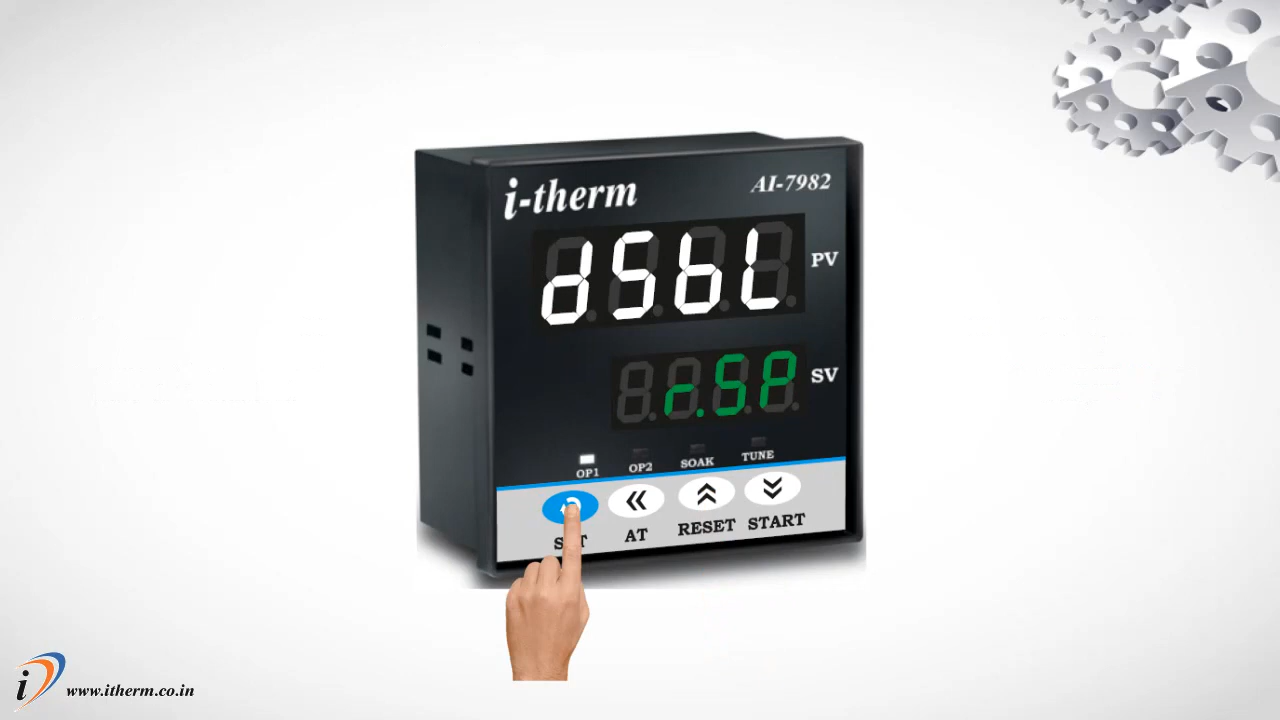 i-therm AI-7982
dSbL PV
r.SP SV
OP1 OP2 SOAK TUNE
AT RESET START
i www.itherm.co.in